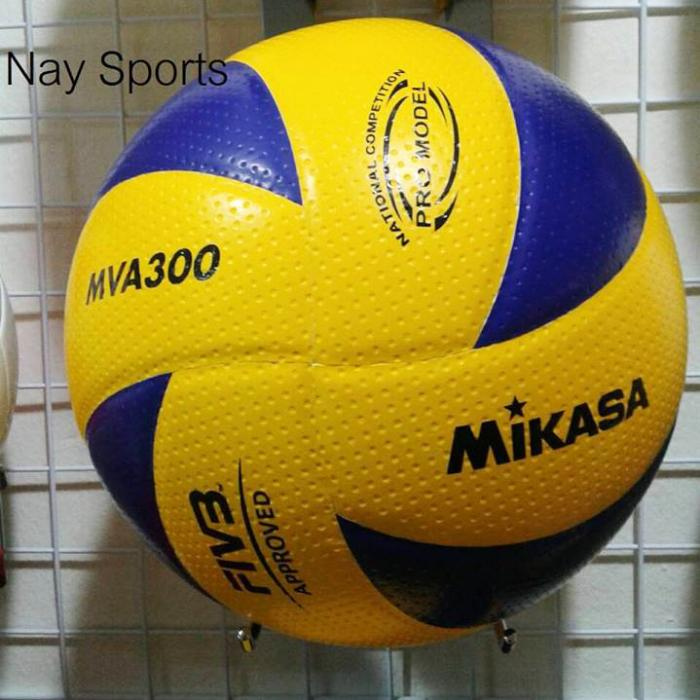 Nay Sports
NATIONAL COMPETITION
PRO MODEL
MVA300
MiKASA
FIVB
APPROVED